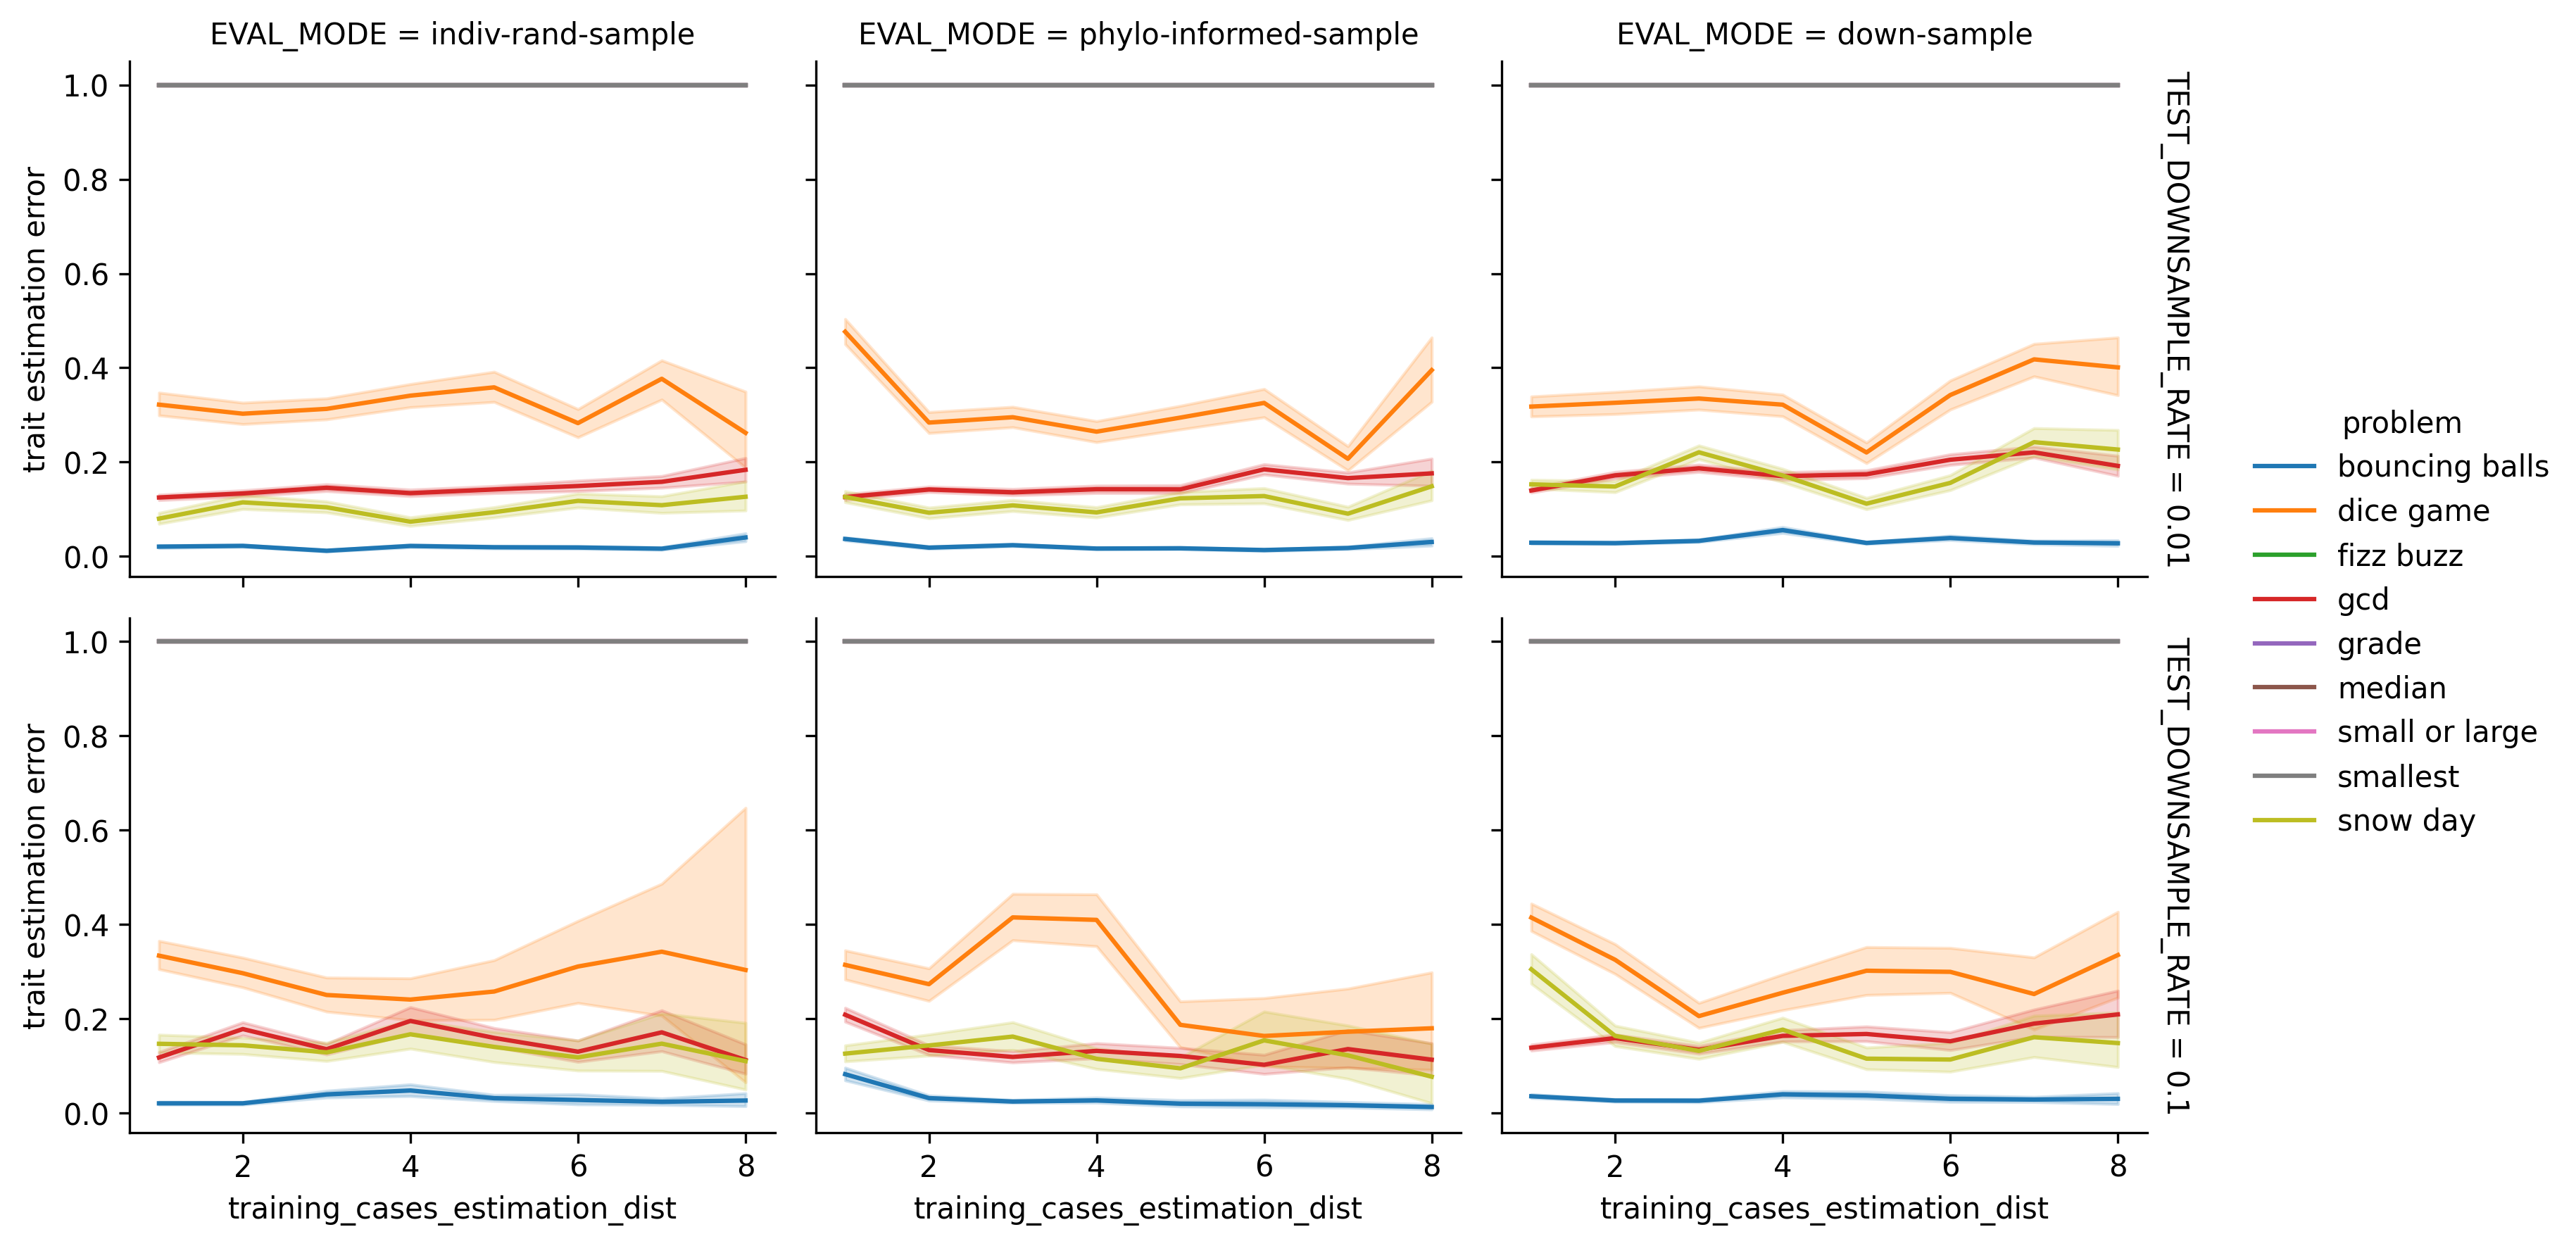 EVAL_MODE = indiv-rand-sample
EVAL_MODE = phylo-informed-sample
EVAL_MODE = down-sample
trait estimation error
1.0
0.8
0.6
0.4
0.2
0.0
TEST_DOWNSAMPLE_RATE = 0.01
trait estimation error
1.0
0.8
0.6
0.4
0.2
0.0
TEST_DOWNSAMPLE_RATE = 0.1
2 4 6 8
2 4 6 8
2 4 6 8
training_cases_estimation_dist
training_cases_estimation_dist
training_cases_estimation_dist
problem
bouncing balls
dice game
fizz buzz
gcd
grade
median
small or large
smallest
snow day